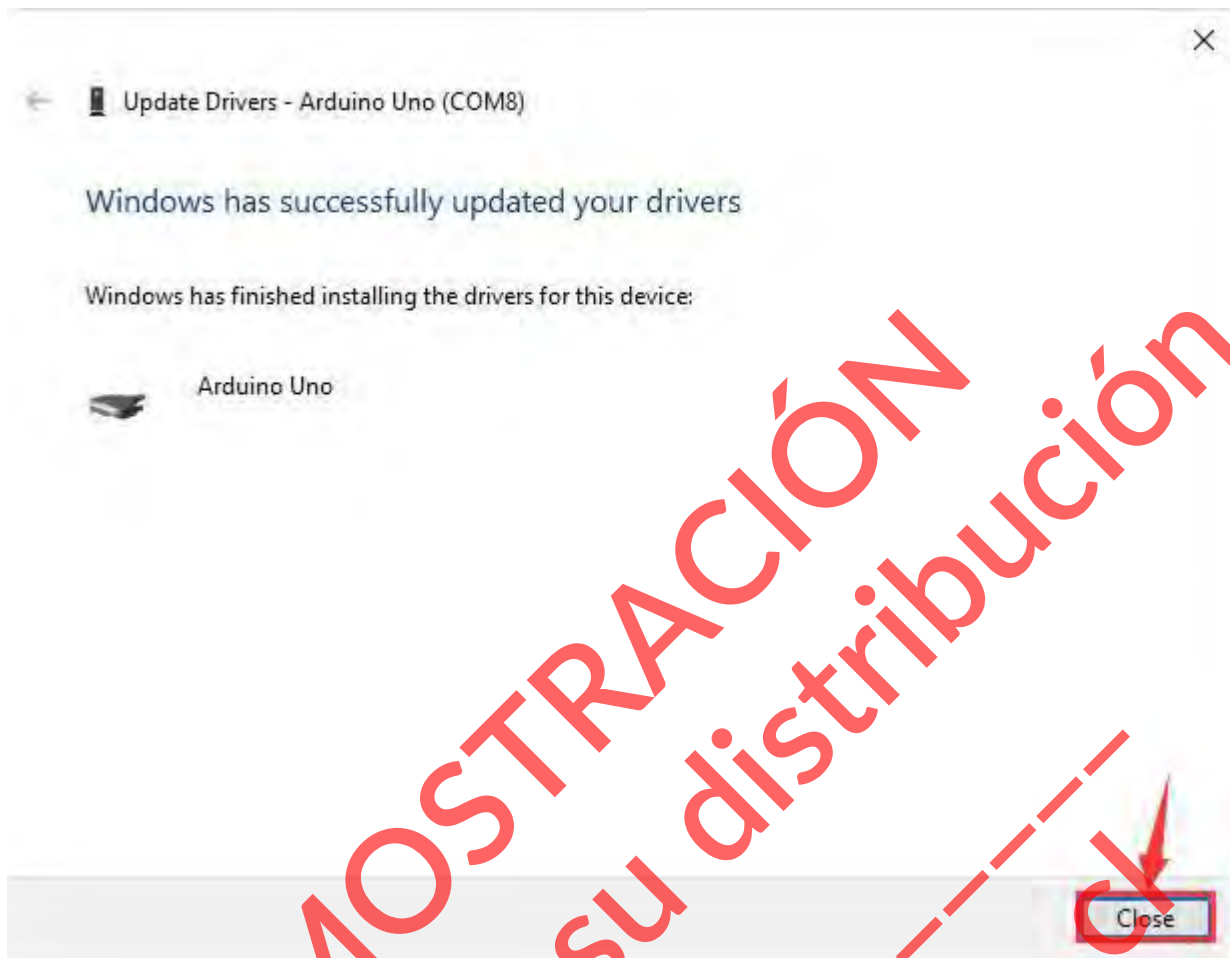 Update Drivers - Arduino Uno (COM8)
Windows has successfully updated your drivers
Windows has finished installing the drivers for this device:
Arduino Uno
MOSTRACIÓN
su distribución
Close